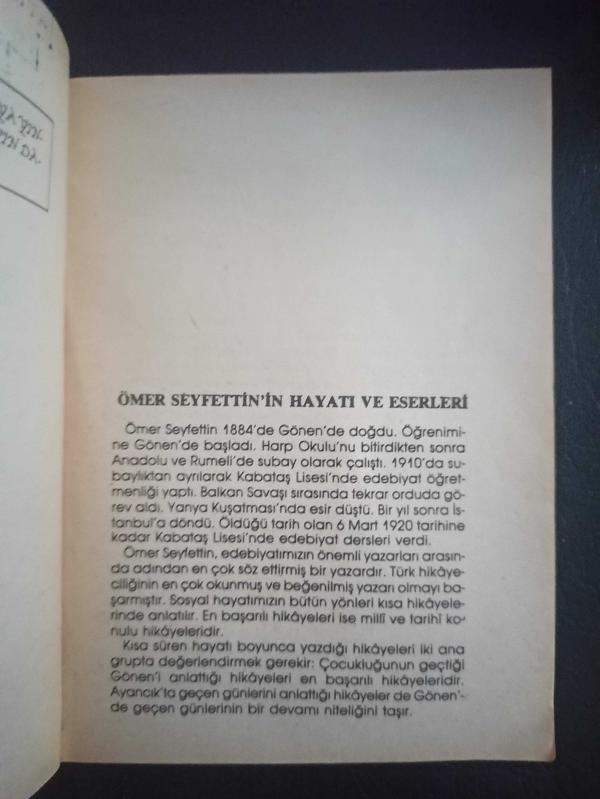 ÖMER SEYFETTİN'İN HAYATI VE ESERLERİ
Ömer Seyfettin 1884'de Gönen'de doğdu. Öğrenimi-
ne Gönen'de başladı. Harp Okulu'nu bitirdikten sonra
Anadolu ve Rumeli'de subay olarak çalıştı. 1910'da su-
baylıktan ayrılarak Kabataş Lisesi'nde edebiyat öğret-
menliği yaptı. Balkan Savaşı sırasında tekrar orduda gö-
rev aldı. Yanya Kuşatması'nda esir düştü. Bir yıl sonra İs-
tanbul'a döndü. Öldüğü tarih olan 6 Mart 1920 tarihine
kadar Kabataş Lisesi'nde edebiyat dersleri verdi.
Ömer Seyfettin, edebiyatımızın önemli yazarları arasın-
da adından en çok söz ettirmiş bir yazardır. Türk hikâye-
ciliğinin en çok okunmuş ve beğenilmiş yazarı olmayı ba-
şarmıştır. Sosyal hayatımızın bütün yönleri kısa hikâyele-
rinde anlatılır. En başarılı hikâyeleri ise millî ve tarihî ko-
nulu hikâyeleridir.
Kısa süren hayatı boyunca yazdığı hikâyeleri iki ana
grupta değerlendirmek gerekir: Çocukluğunun geçtiği
Gönen'i anlattığı hikâyeleri en başarılı hikâyeleridir.
Ayancık'ta geçen günlerini anlattığı hikâyeler de Gönen'-
de geçen günlerinin bir devamı niteliğini taşır.